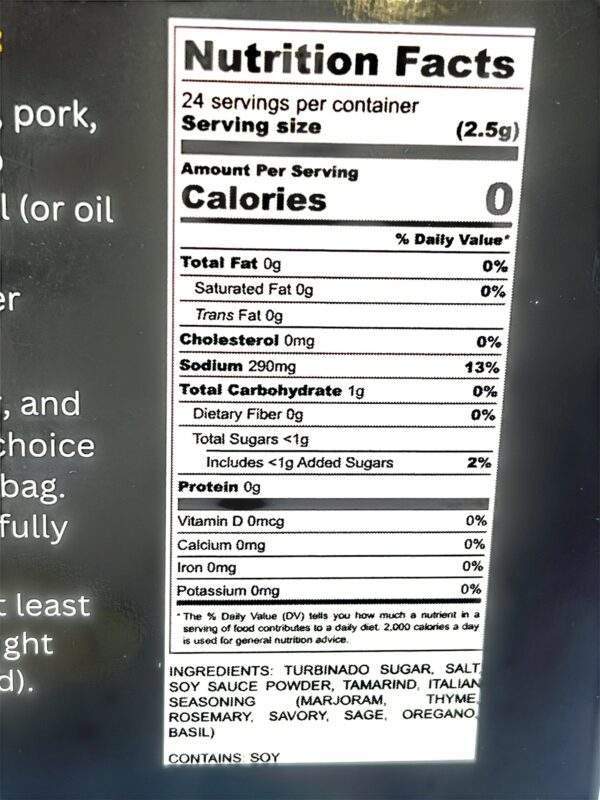 , pork,
l (or oil
er
, and
choice
bag.
fully
t least
ght
d).
Nutrition Facts
24 servings per container
Serving size (2.5g)
Amount Per Serving
Calories 0
% Daily Value*
Total Fat 0g 0%
Saturated Fat 0g 0%
Trans Fat 0g
Cholesterol 0mg 0%
Sodium 290mg 13%
Total Carbohydrate 1g 0%
Dietary Fiber 0g 0%
Total Sugars <1g
Includes <1g Added Sugars 2%
Protein 0g
Vitamin D 0mcg 0%
Calcium 0mg 0%
Iron 0mg 0%
Potassium 0mg 0%
* The % Daily Value (DV) tells you how much a nutrient in a
serving of food contributes to a daily diet. 2,000 calories a day
is used for general nutrition advice.
INGREDIENTS: TURBINADO SUGAR, SALT,
SOY SAUCE POWDER, TAMARIND, ITALIAN
SEASONING (MARJORAM, THYME,
ROSEMARY, SAVORY, SAGE, OREGANO,
BASIL)
CONTAINS SOY